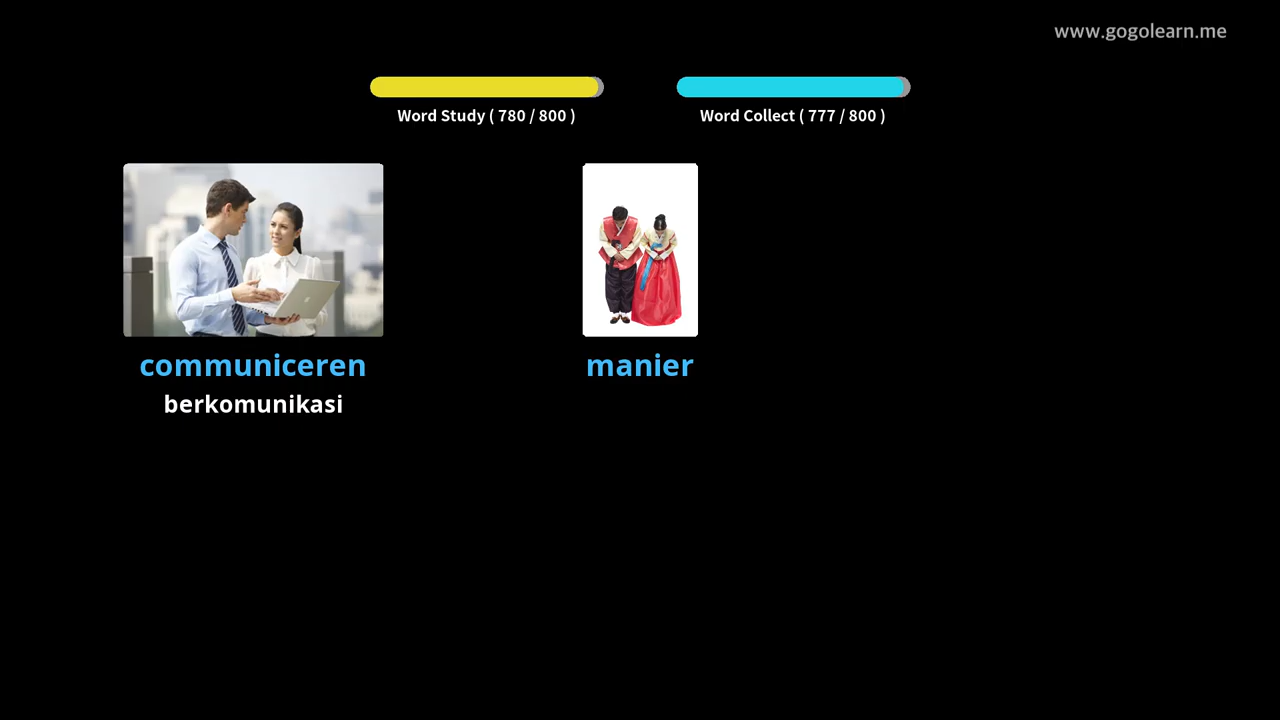 www.gogolearn.me
Word Study ( 780 / 800 )
Word Collect ( 777 / 800 )
communiceren
manier
berkomunikasi